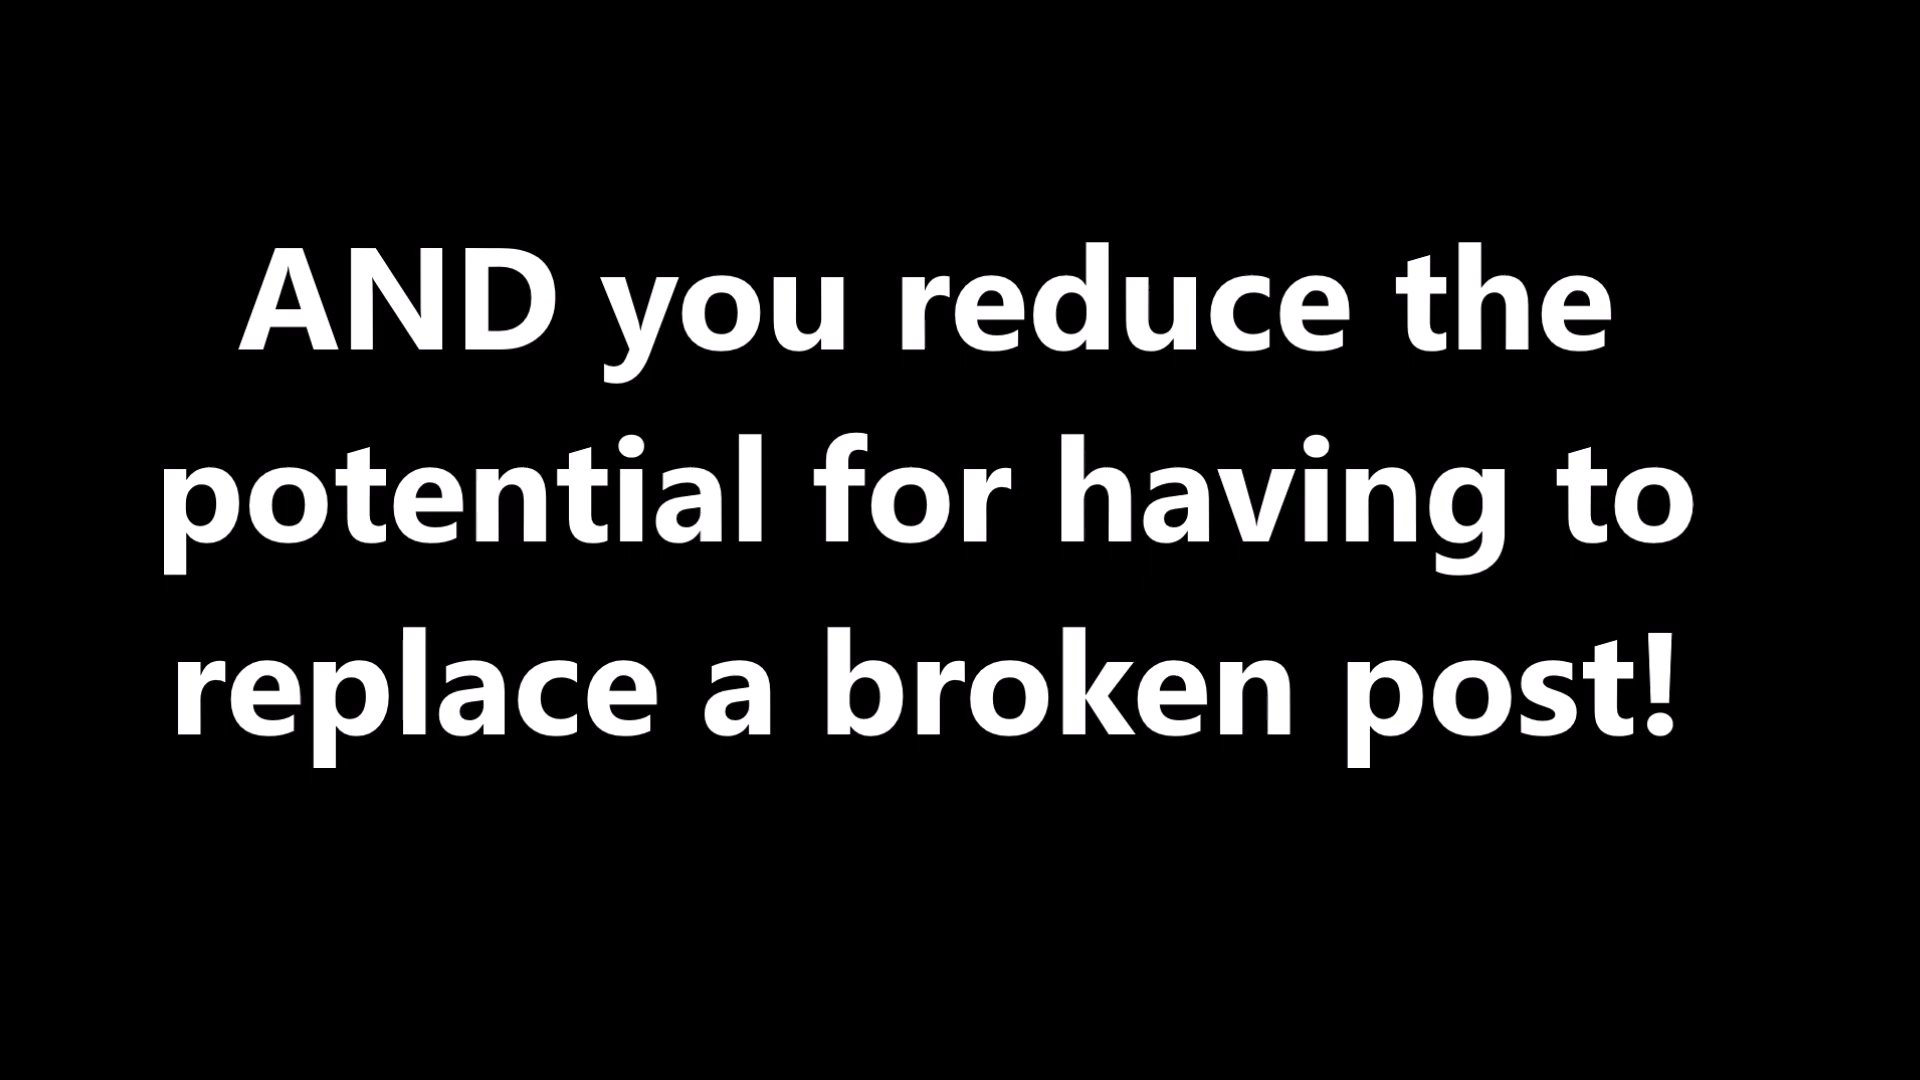 AND you reduce the
potential for having to
replace a broken post!